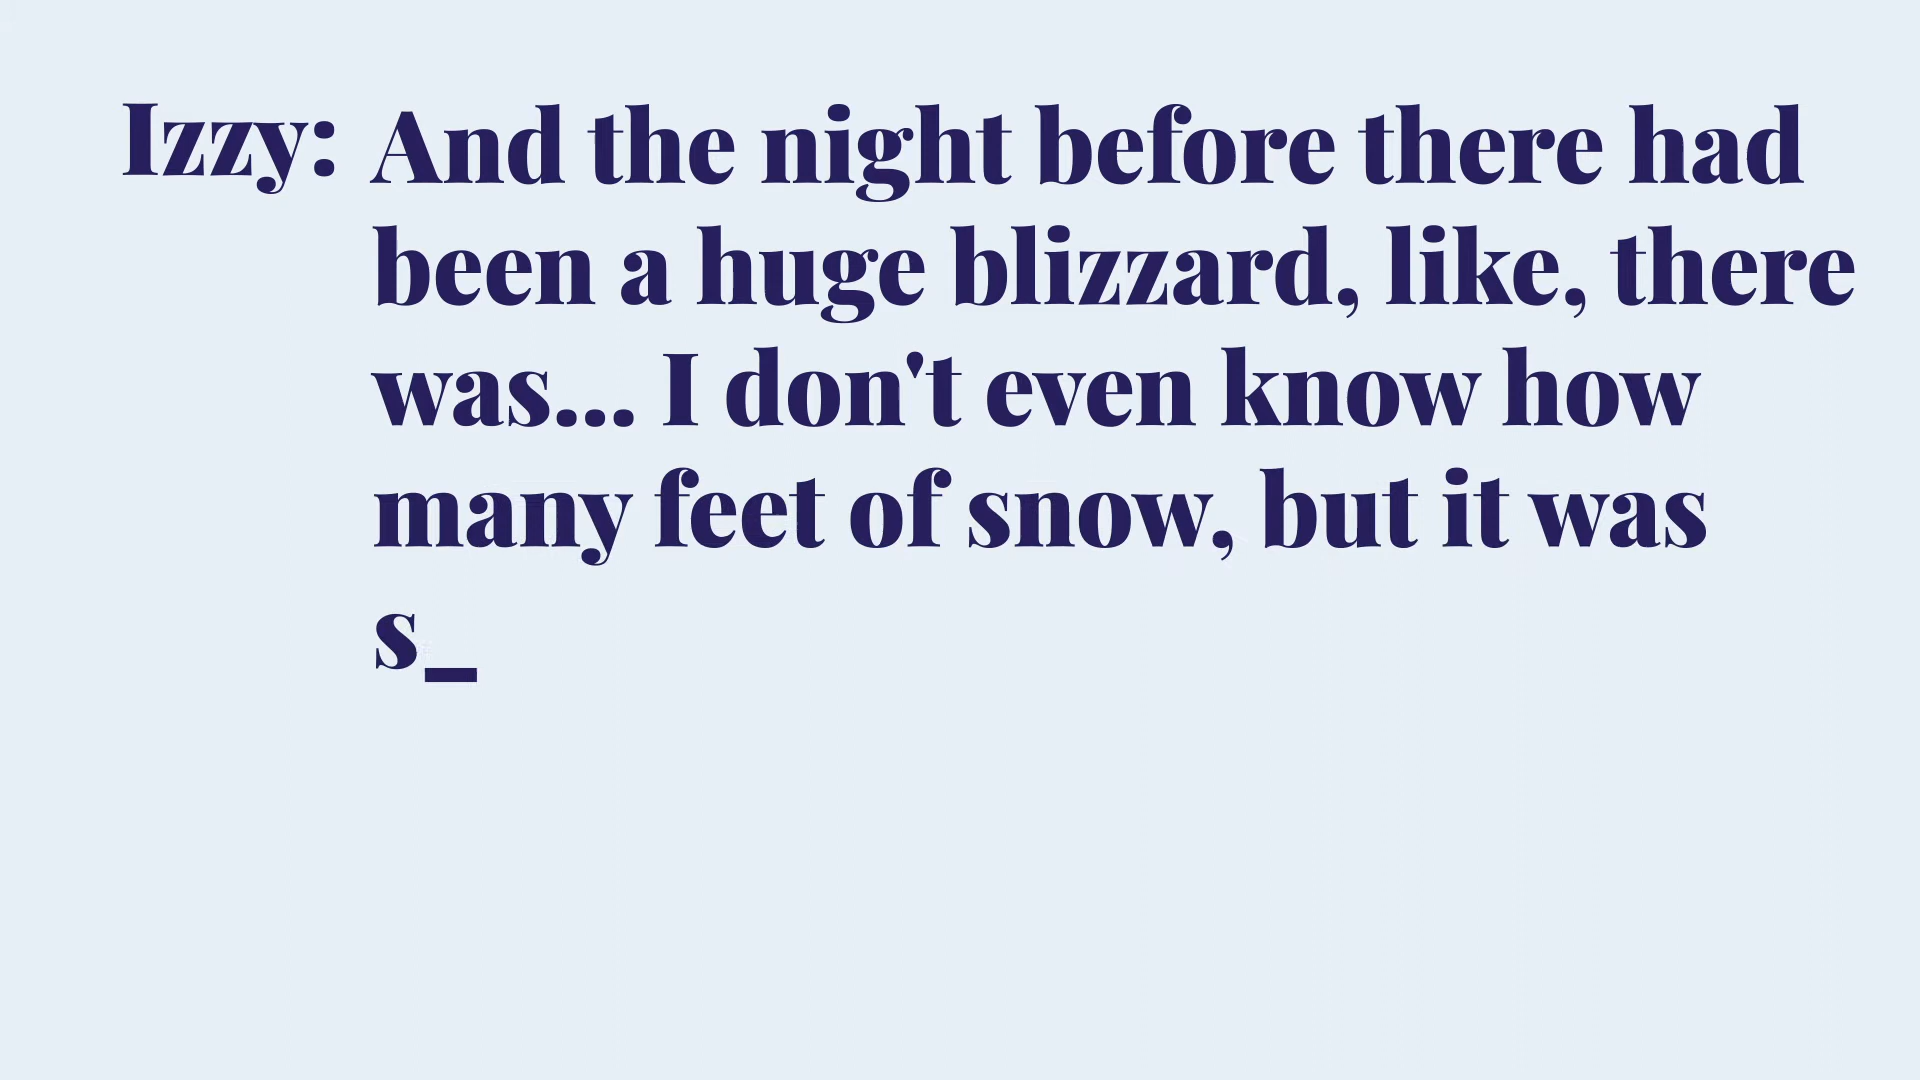 Izzy: And the night before there had
been a huge blizzard, like, there
was... I don't even know how
many feet of snow, but it was
s_